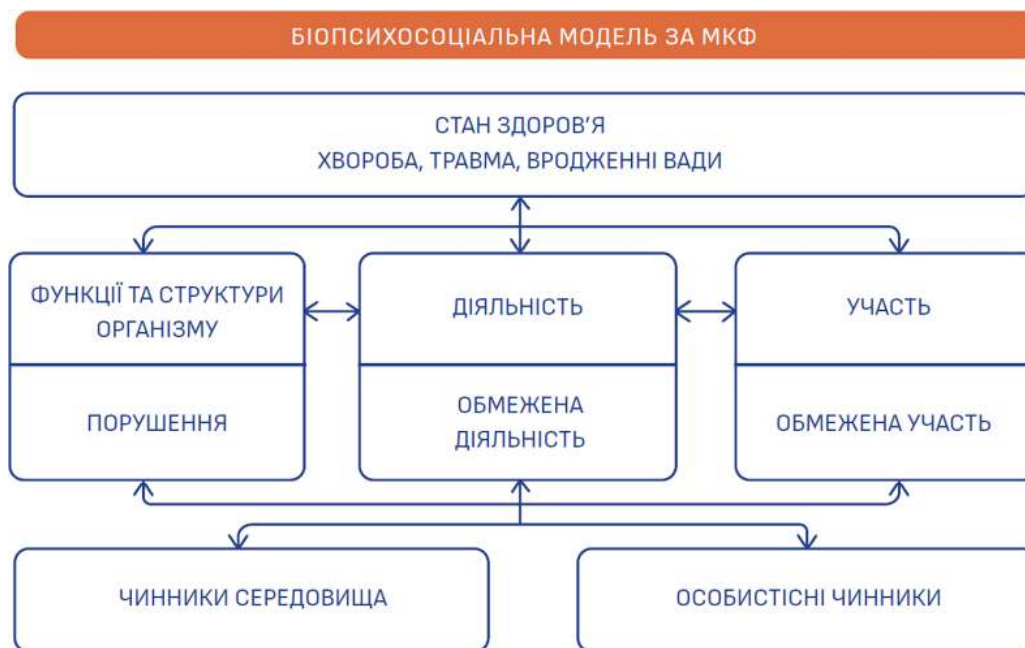 БІОПСИХОСОЦІАЛЬНА МОДЕЛЬ ЗА МКФ
СТАН ЗДОРОВ’Я
ХВОРОБА, ТРАВМА, ВРОДЖЕННІ ВАДИ
ФУНКЦІЇ ТА СТРУКТУРИ
ОРГАНІЗМУ
ДІЯЛЬНІСТЬ
УЧАСТЬ
ПОРУШЕННЯ
ОБМЕЖЕНА
ДІЯЛЬНІСТЬ
ОБМЕЖЕНА УЧАСТЬ
ЧИННИКИ СЕРЕДОВИЩА
ОСОБИСТІСНІ ЧИННИКИ